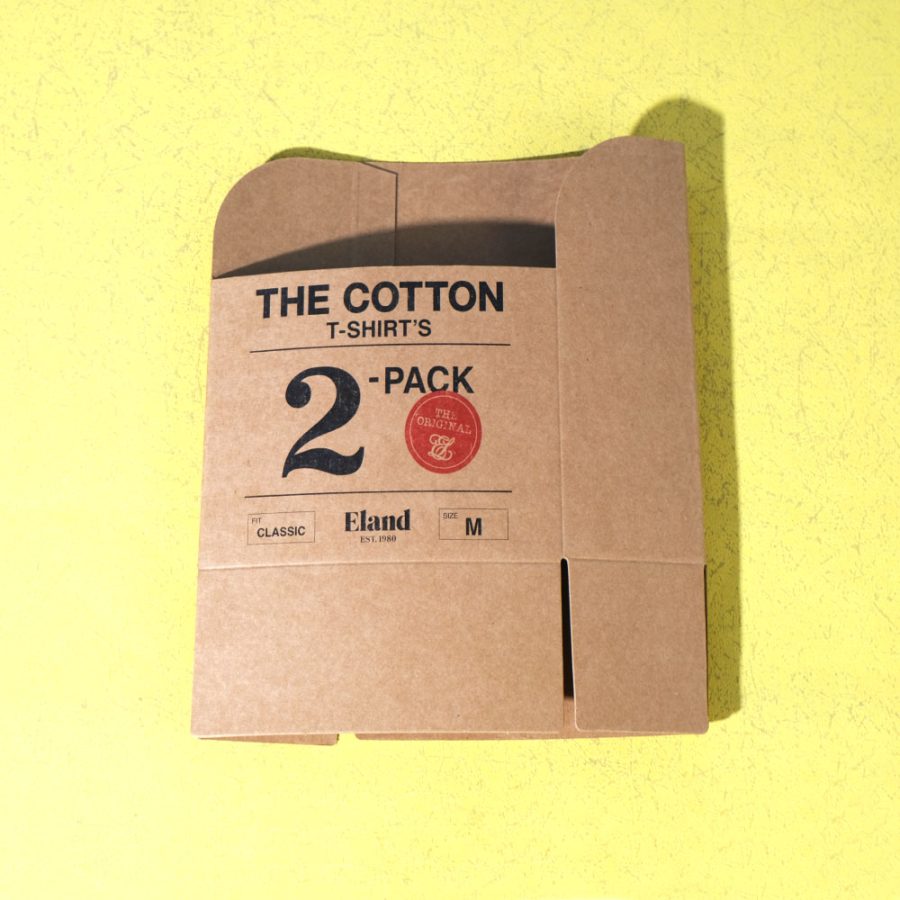 THE COTTON
T-SHIRT'S
2-PACK
THE
ORIGINAL
FIT
CLASSIC
Eland
EST. 1980
SIZE
M